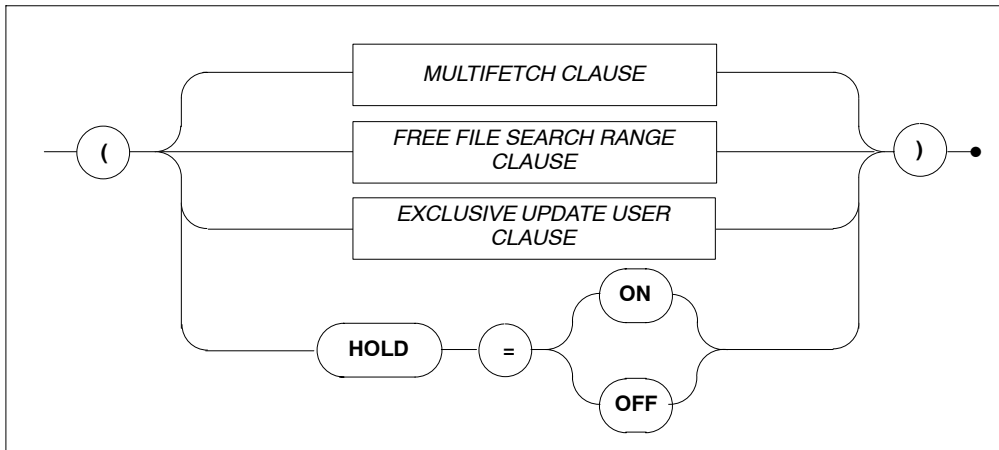 MULTIFETCH CLAUSE
(
FREE FILE SEARCH RANGE
CLAUSE
)
EXCLUSIVE UPDATE USER
CLAUSE
HOLD
=
ON
OFF